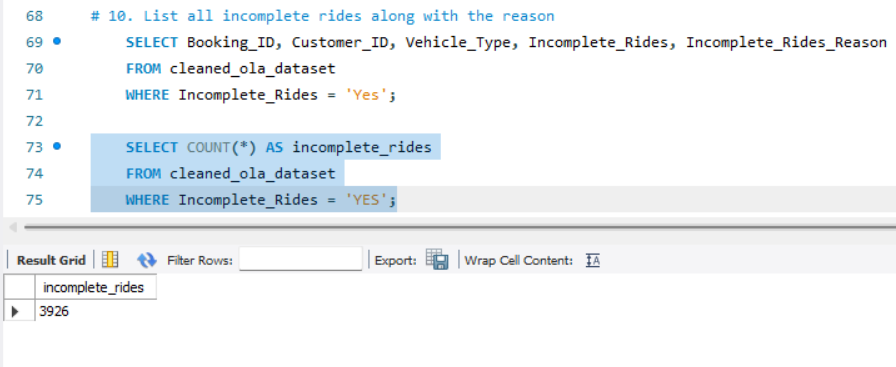 68 # 10. List all incomplete rides along with the reason
69 SELECT Booking_ID, Customer_ID, Vehicle_Type, Incomplete_Rides, Incomplete_Rides_Reason
70 FROM cleaned_ola_dataset
71 WHERE Incomplete_Rides = 'Yes';
72
73 SELECT COUNT(*) AS incomplete_rides
74 FROM cleaned_ola_dataset
75 WHERE Incomplete_Rides = 'YES';
Result Grid Filter Rows: Export: Wrap Cell Content: IA
incomplete_rides
3926